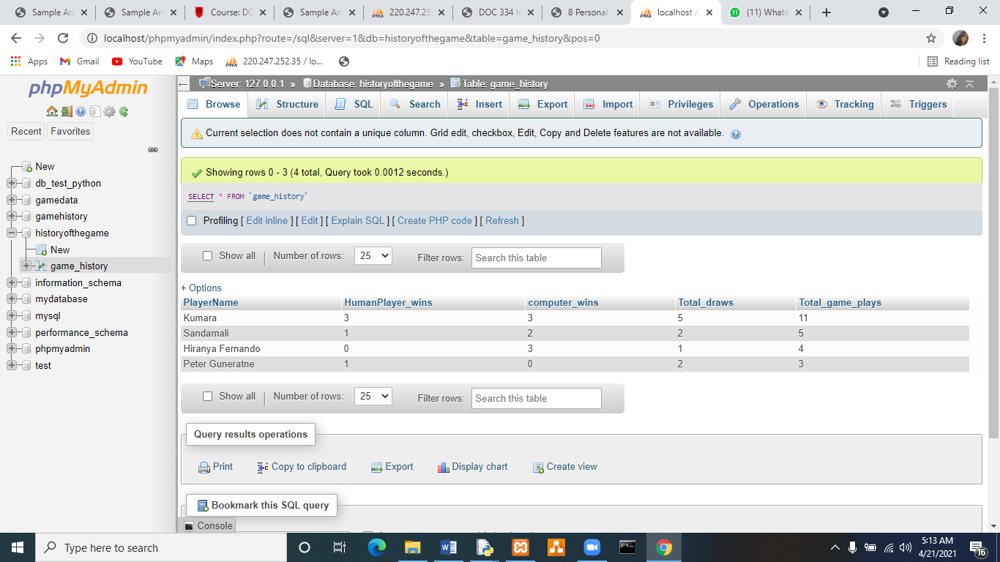 Sample An
Sample An
Course: DC
Sample An
220.247.25
DOC 334 I
8 Personal
localhost /
(11) Whats
localhost/phpmyadmin/index.php?route=/sql&server=1&db=historyofthegame&table=game_history&pos=0
Apps
Gmail
YouTube
Maps
220.247.252.35 / lo...
Reading list
phpMyAdmin
Recent
Favorites
New
db_test_python
gamedata
gamehistory
historyofthegame
New
game_history
information_schema
mydatabase
mysql
performance_schema
phpmyadmin
test
Server: 127.0.0.1 » Database: historyofthegame » Table: game_history
Browse Structure SQL Search Insert Export Import Privileges Operations Tracking Triggers
Current selection does not contain a unique column. Grid edit, checkbox, Edit, Copy and Delete features are not available.
Showing rows 0 - 3 (4 total, Query took 0.0012 seconds.)
SELECT * FROM `game_history`
Profiling [ Edit inline ] [ Edit ] [ Explain SQL ] [ Create PHP code ] [ Refresh ]
Show all | Number of rows: 25 Filter rows: Search this table
+ Options
PlayerName HumanPlayer_wins computer_wins Total_draws Total_game_plays
Kumara 3 3 5 11
Sandamali 1 2 2 5
Hiranya Fernando 0 3 1 4
Peter Guneratne 1 0 2 3
Show all | Number of rows: 25 Filter rows: Search this table
Query results operations
Print Copy to clipboard Export Display chart Create view
Bookmark this SQL query
Console
Type here to search
5:13 AM
4/21/2021
16